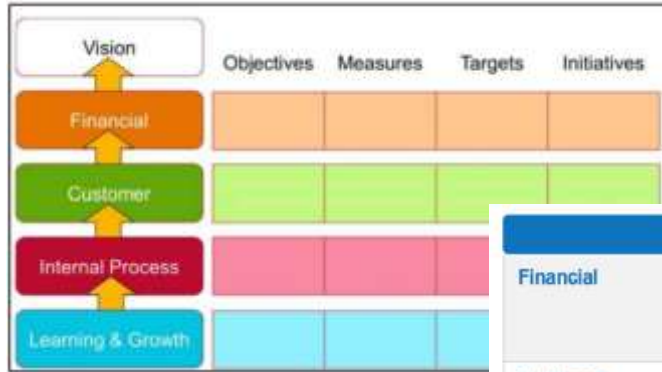 Vision
Objectives Measures Targets Initiatives
Financial
Customer
Internal Process
Learning & Growth
Financial